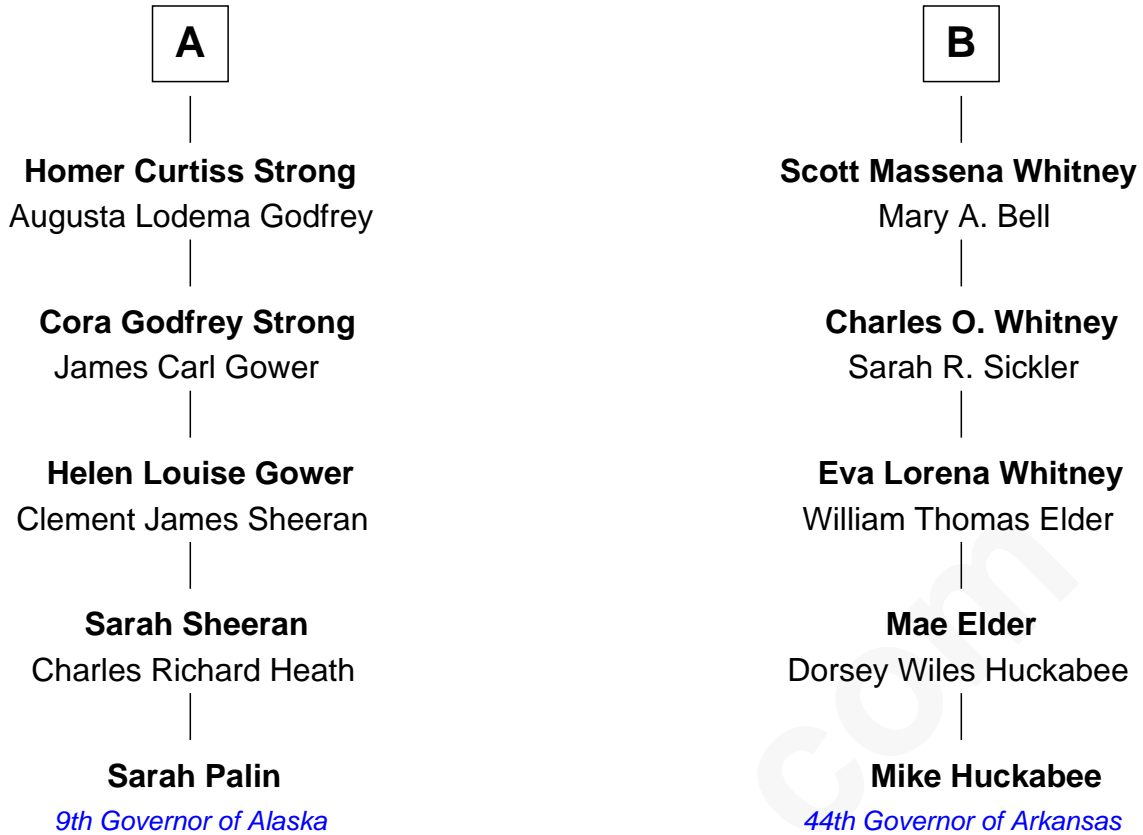 A
Homer Curtiss Strong
Augusta Lodema Godfrey
Cora Godfrey Strong
James Carl Gower
Helen Louise Gower
Clement James Sheeran
Sarah Sheeran
Charles Richard Heath
Sarah Palin
9th Governor of Alaska
B
Scott Massena Whitney
Mary A. Bell
Charles O. Whitney
Sarah R. Sickler
Eva Lorena Whitney
William Thomas Elder
Mae Elder
Dorsey Wiles Huckabee
Mike Huckabee
44th Governor of Arkansas
com